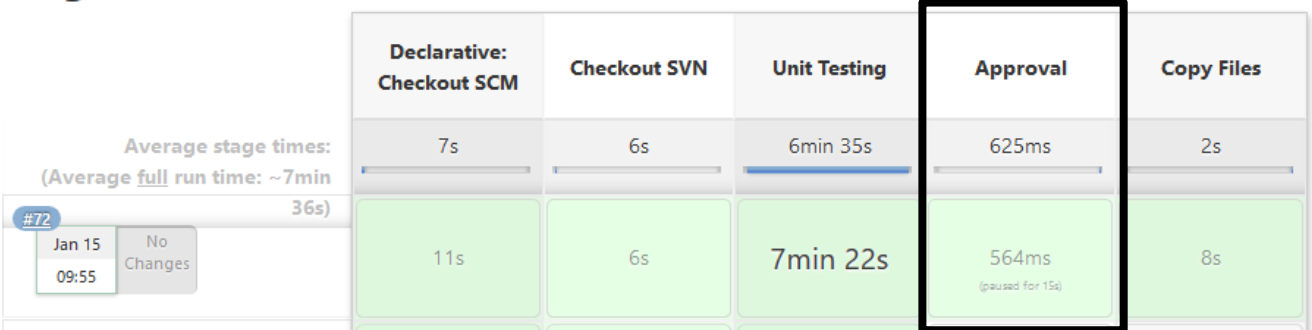 Declarative:
Checkout SCM
Checkout SVN
Unit Testing
Approval
Copy Files
Average stage times:
7s
6s
6min 35s
625ms
2s
(Average full run time: ~7min
36s)
#72
Jan 15
09:55
No
Changes
11s
6s
7min 22s
564ms
(paused for 15s)
8s